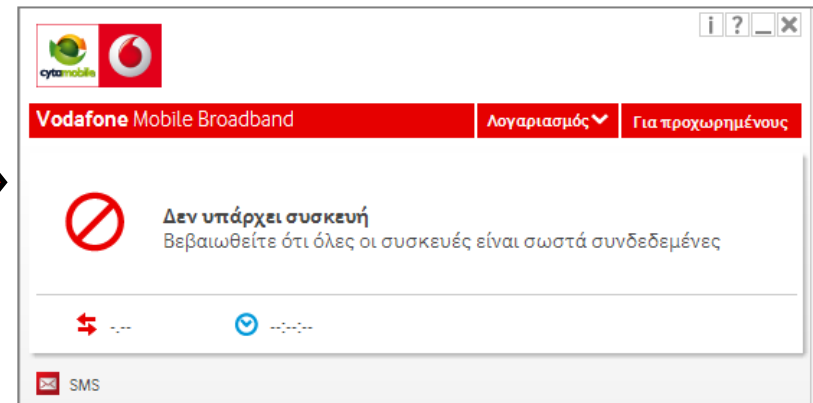 i ?
cytamobile
Vodafone Mobile Broadband
Λογαριασμός
Για προχωρημένους
Δεν υπάρχει συσκευή
Βεβαιωθείτε ότι όλες οι συσκευές είναι σωστά συνδεδεμένες
-.-- --:--:--
SMS